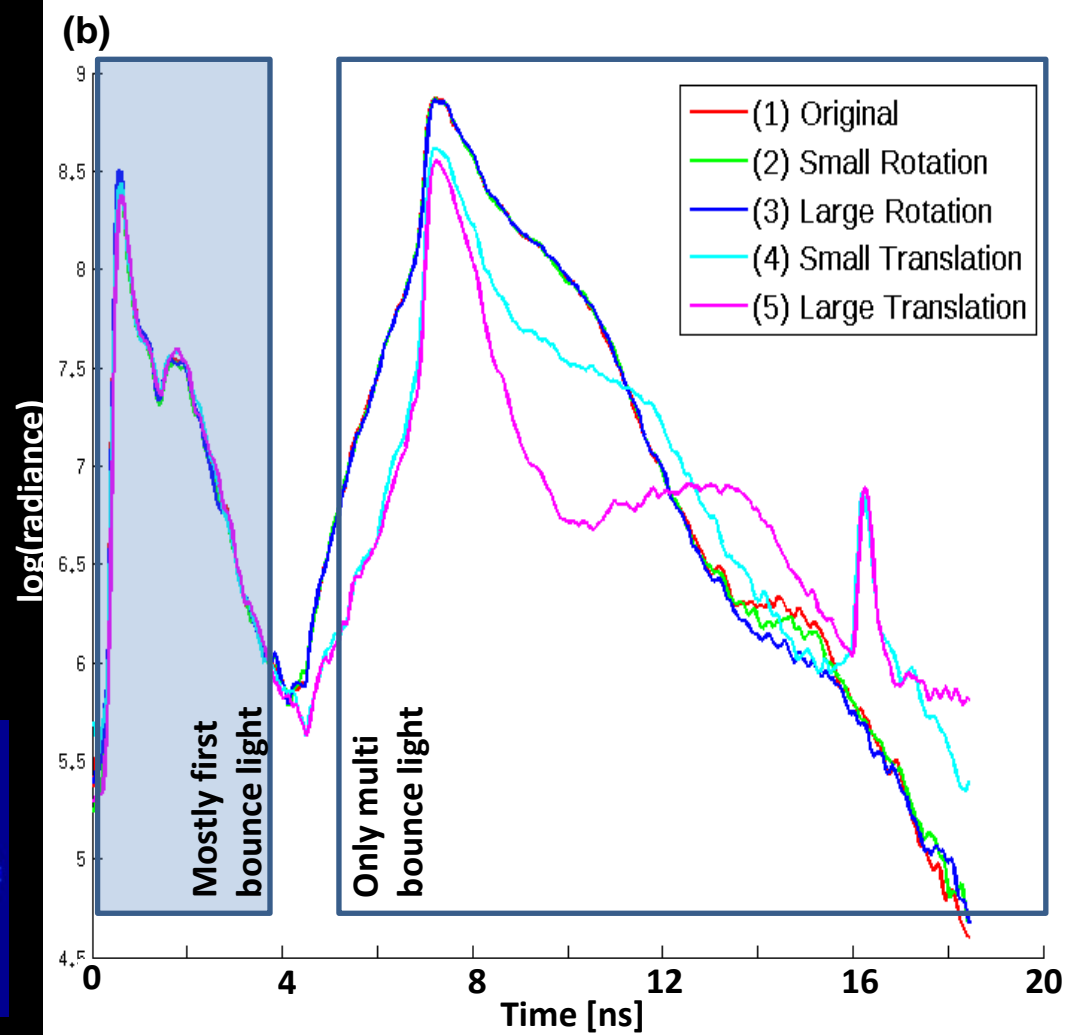 (b)
9
8.5
8
7.5
7
6.5
6
5.5
5
4.5
log(radiance)
(1) Original
(2) Small Rotation
(3) Large Rotation
(4) Small Translation
(5) Large Translation
Mostly first
bounce light
Only multi
bounce light
0 4 8 12 16 20
Time [ns]